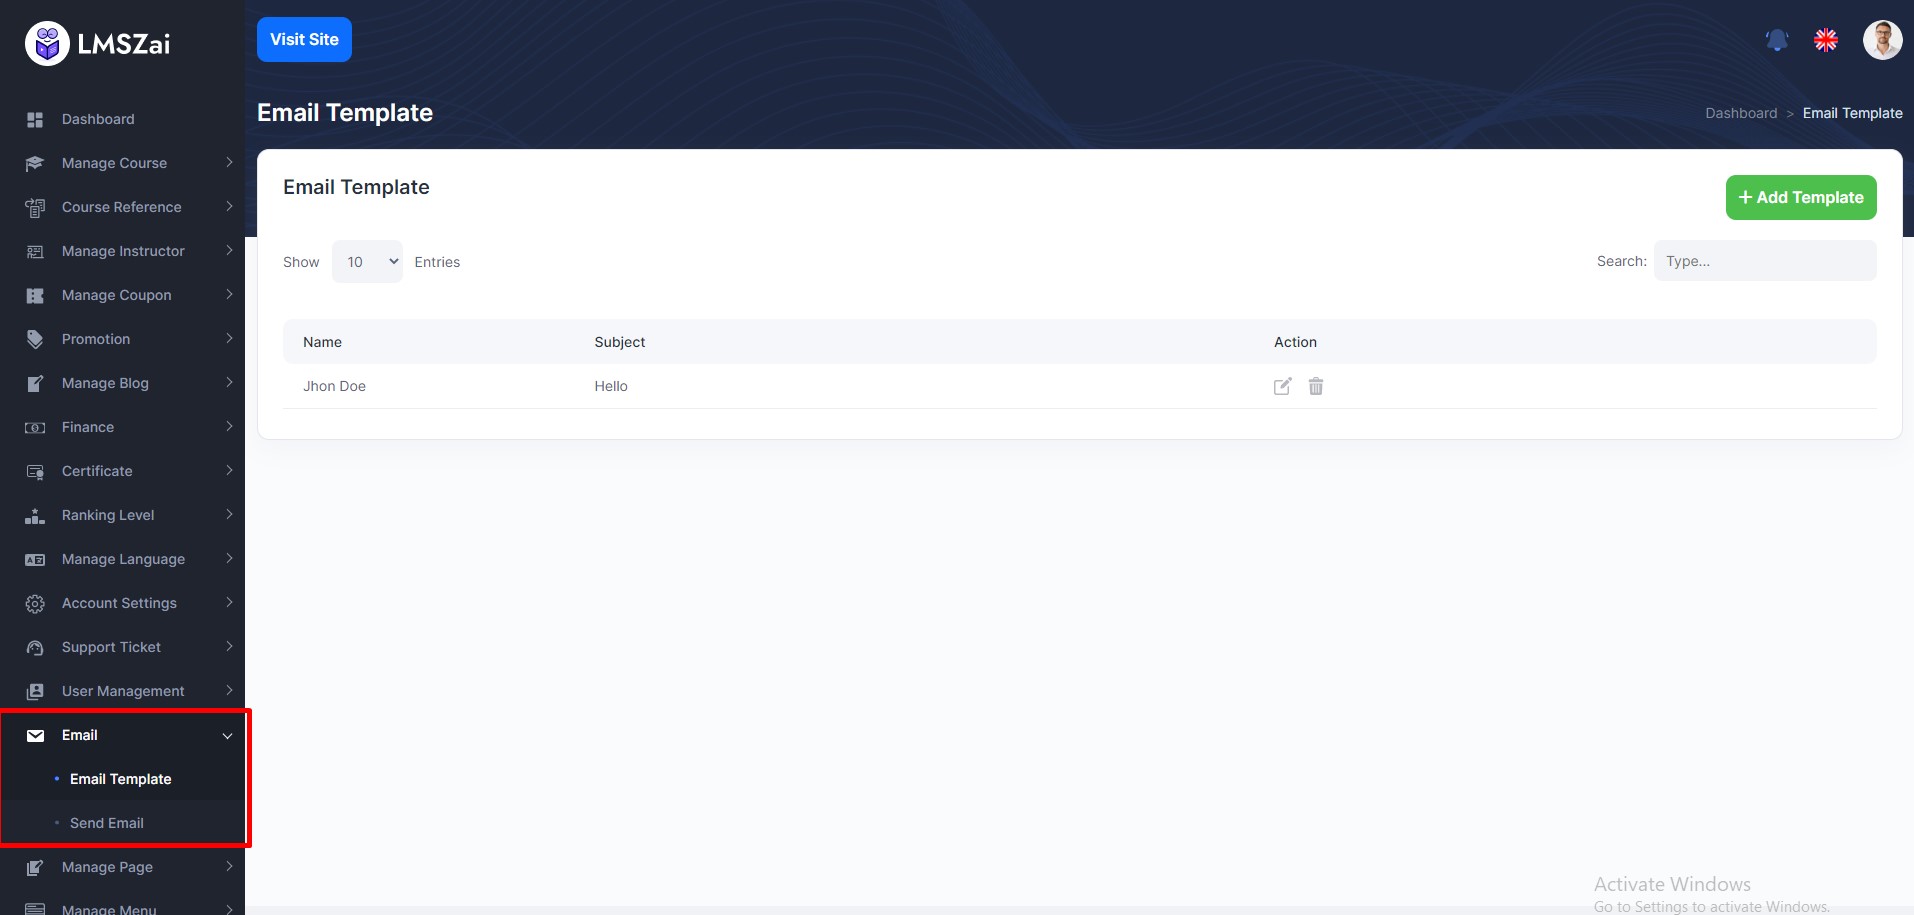 LMSZai
Visit Site
Dashboard
Manage Course
Course Reference
Manage Instructor
Manage Coupon
Promotion
Manage Blog
Finance
Certificate
Ranking Level
Manage Language
Account Settings
Support Ticket
User Management
Email
Email Template
Send Email
Manage Page
Manage Menu
Email Template
Dashboard > Email Template
Email Template
+ Add Template
Show 10 Entries
Search: Type...
Name Subject Action
Jhon Doe Hello
Activate Windows
Go to Settings to activate Windows.